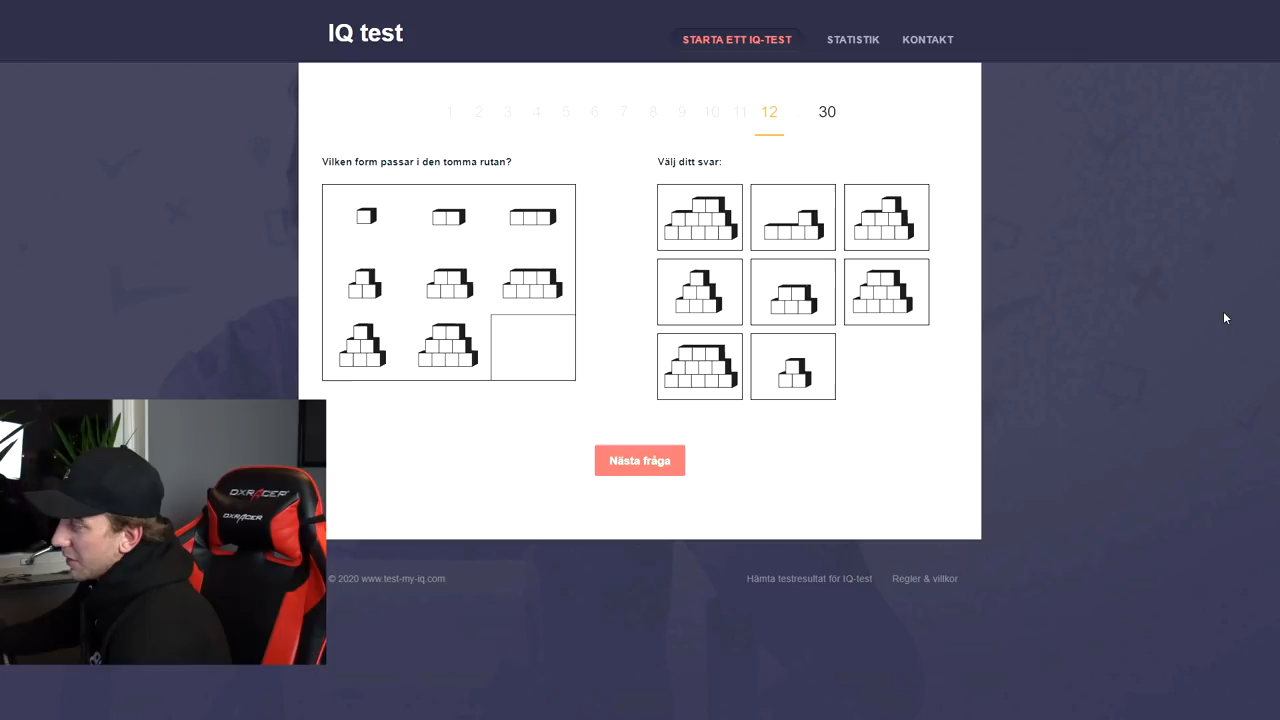 IQ test
STARTA ETT IQ-TEST STATISTIK KONTAKT
1 2 3 4 5 6 7 8 9 10 11 12 30
Vilken form passar i den tomma rutan?
Välj ditt svar:
Nästa fråga
DXRACER
DXRACER
© 2020 www.test-my-iq.com
Hämta testresultat för IQ-test Regler & villkor